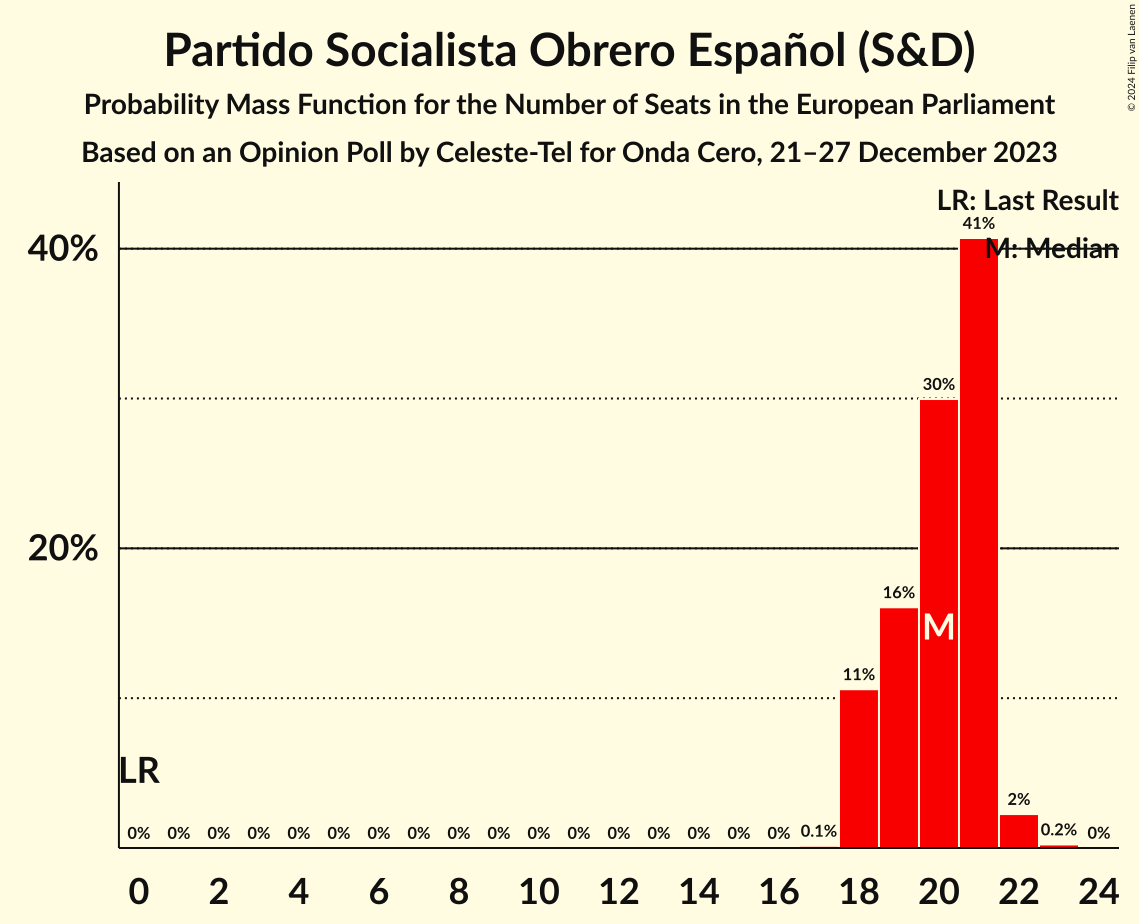 Partido Socialista Obrero Español (S&D)
Probability Mass Function for the Number of Seats in the European Parliament
Based on an Opinion Poll by Celeste-Tel for Onda Cero, 21–27 December 2023
© 2024 Filip van Laenen
LR: Last Result
M: Median
40%
20%
41%
30%
16%
M
11%
LR
0% 0% 0% 0% 0% 0% 0% 0% 0% 0% 0% 0% 0% 0% 0% 0% 0% 0.1% 2% 0.2% 0%
0 2 4 6 8 10 12 14 16 18 20 22 24